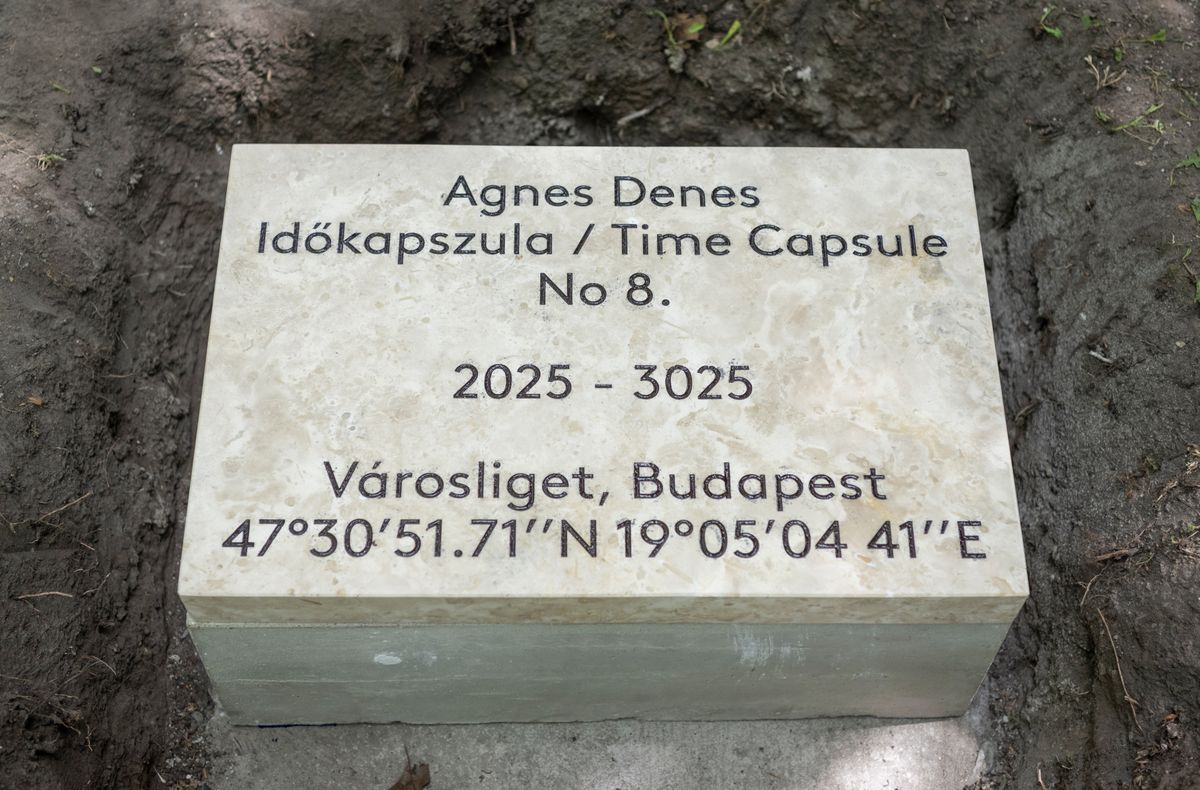 Agnes Denes
Időkapszula / Time Capsule
No 8.
2025 - 3025
Városliget, Budapest
47°30’51.71’’N 19°05’04 41’’E